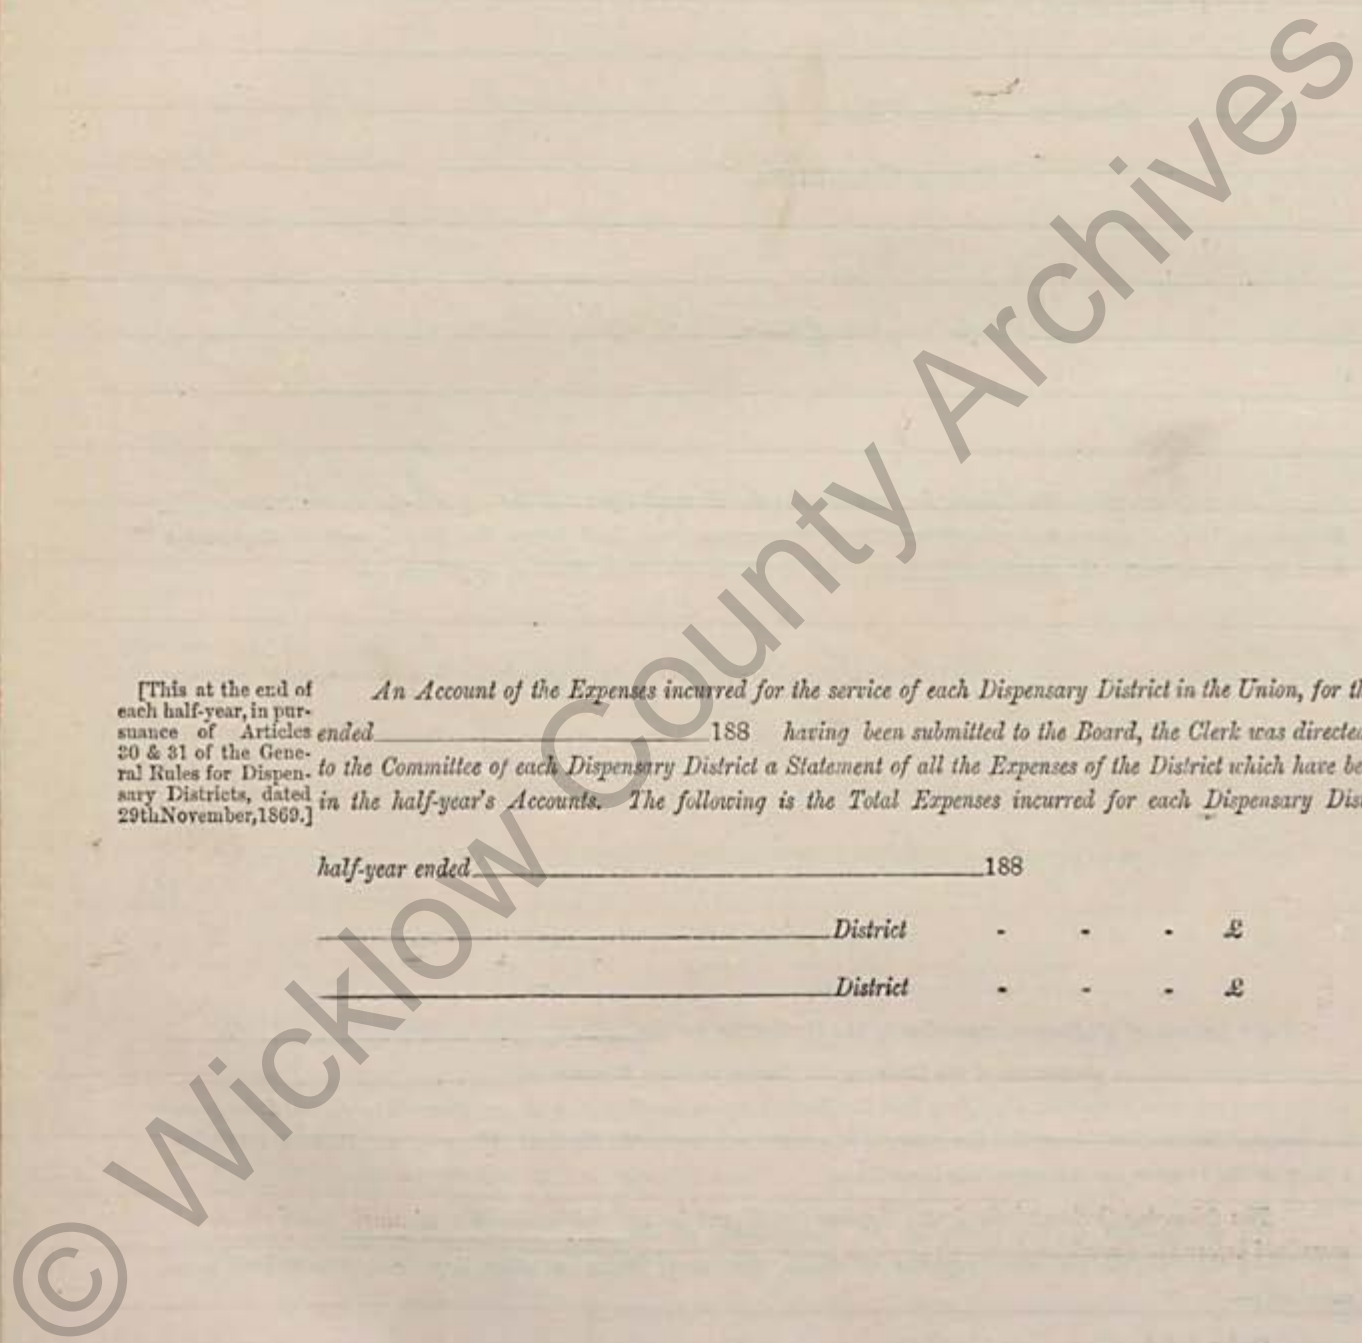 [This at the end of
each half-year, in pur-
suance of Articles
30 & 31 of the Gene-
ral Rules for Dispen-
sary Districts, dated
29th November, 1869.]
An Account of the Expenses incurred for the service of each Dispensary District in the Union, for th
ended 188 having been submitted to the Board, the Clerk was directed
to the Committee of each Dispensary District a Statement of all the Expenses of the District which have be
in the half-year's Accounts. The following is the Total Expenses incurred for each Dispensary Dis
half-year ended 188
District - - - £
District - - - £
© Wicklow County Archives